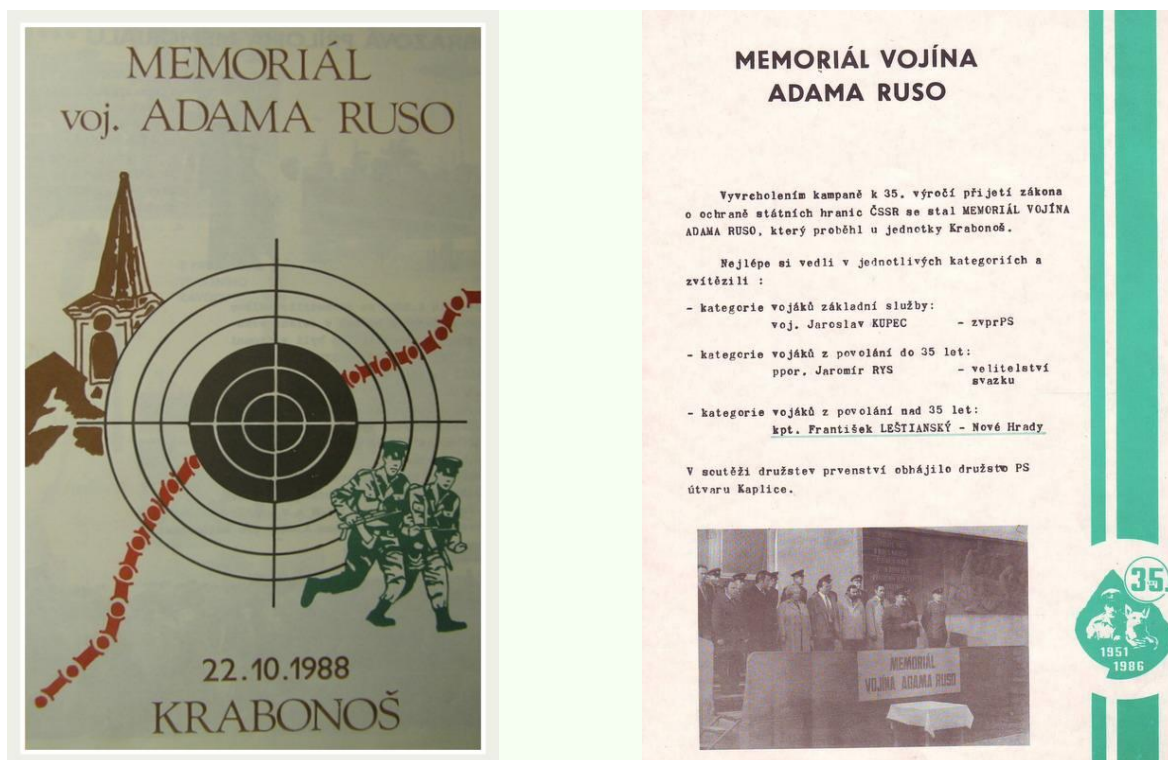 MEMORIÁL
voj. ADAMA RUSO
22.10.1988
KRABONOŠ
MEMORIÁL VOJÍNA
ADAMA RUSO
Vyvrcholením kampaně k 35. výročí přijetí zákona
o ochraně státních hranic ČSSR se stal MEMORIÁL VOJÍNA
ADAMA RUSO, který proběhl u jednotky Krabonoš.
Nejlépe si vedli v jednotlivých kategoriích a
zvítězili :
- kategorie vojáků základní služby:
voj. Jaroslav KUPEC - zvprPS
- kategorie vojáků z povolání do 35 let:
ppor. Jaromír RYS - velitelství
svazku
- kategorie vojáků z povolání nad 35 let:
kpt. František LEŠTIANSKÝ - Nové Hrady
V soutěži družstev prvenství obhájilo družstvo PS
útvaru Kaplice.
MEMORIÁL
VOJÍNA ADAMA RUSO
35.
1951
1986